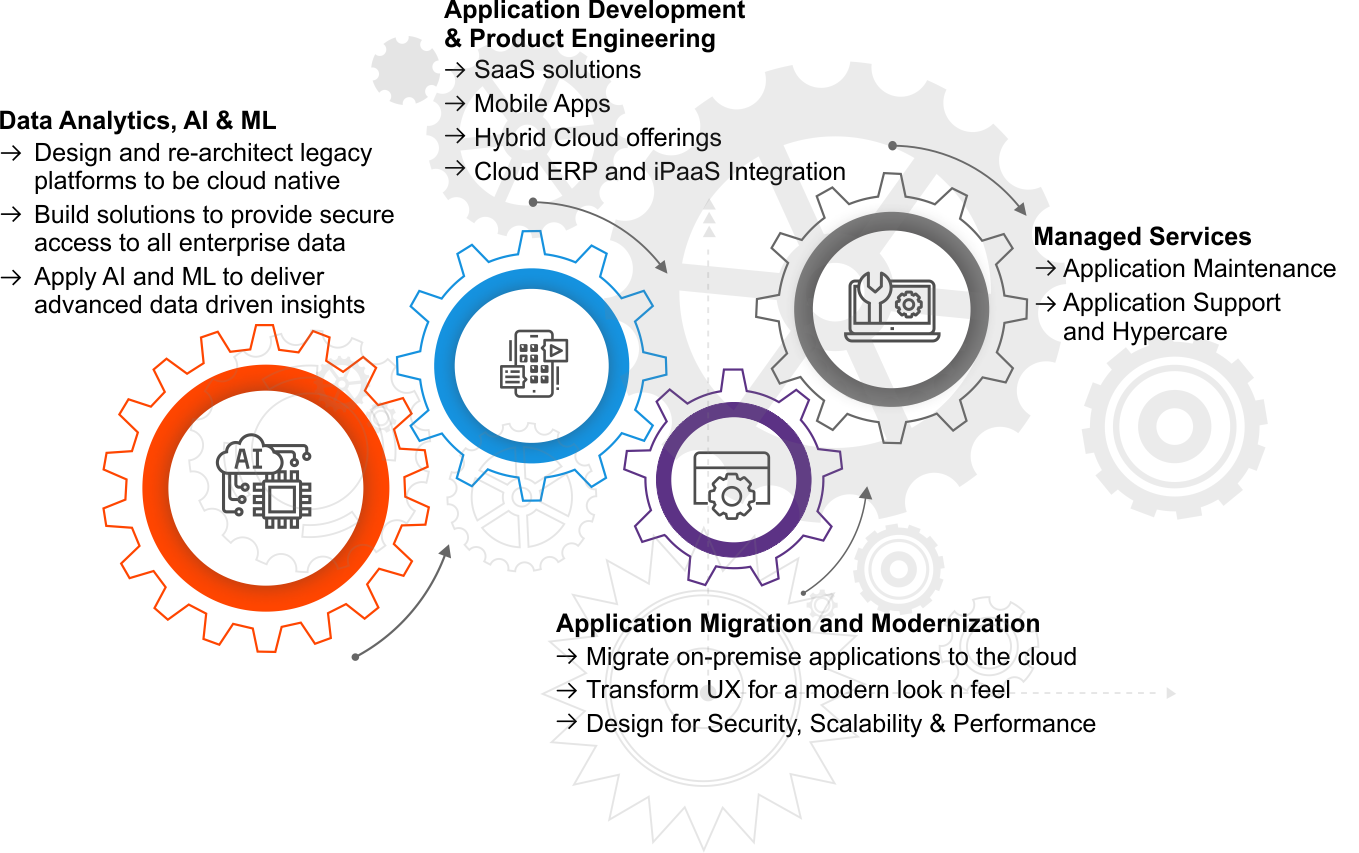 Application Development
& Product Engineering
→ SaaS solutions
→ Mobile Apps
→ Hybrid Cloud offerings
→ Cloud ERP and iPaaS Integration
Data Analytics, AI & ML
→ Design and re-architect legacy
platforms to be cloud native
→ Build solutions to provide secure
access to all enterprise data
→ Apply AI and ML to deliver
advanced data driven insights
Managed Services
→ Application Maintenance
→ Application Support
and Hypercare
AI
Application Migration and Modernization
→ Migrate on-premise applications to the cloud
→ Transform UX for a modern look n feel
→ Design for Security, Scalability & Performance